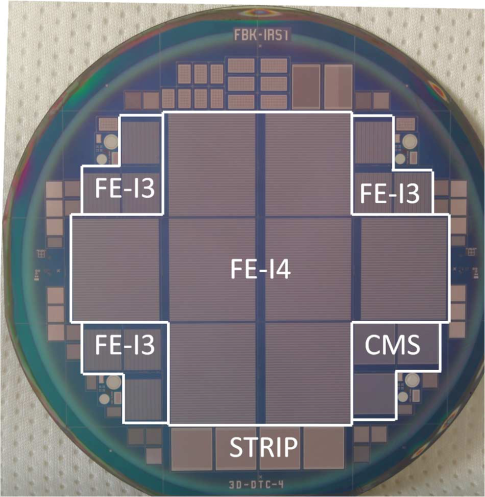 FBK-IRST
FE-I3
FE-I3
FE-I4
FE-I3
CMS
STRIP
3D-DTC-4